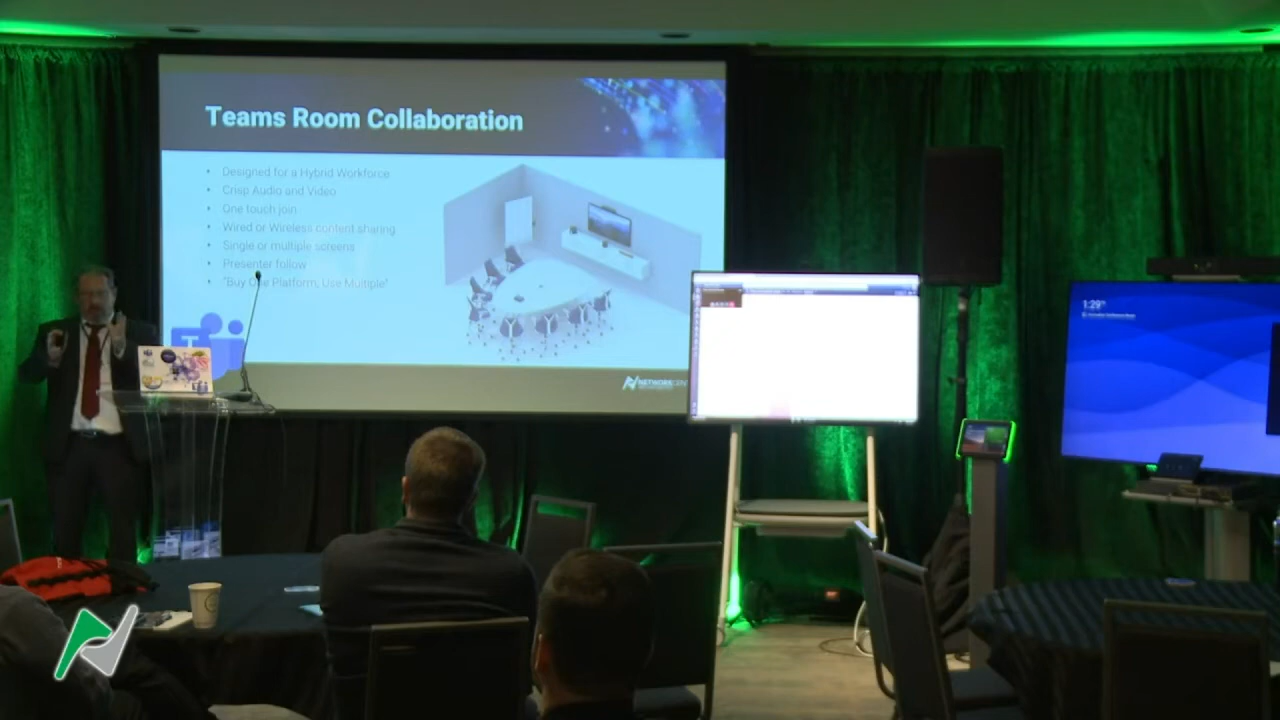 Teams Room Collaboration
• Designed for a Hybrid Workforce
• Crisp Audio and Video
• One touch join
• Wired or Wireless content sharing
• Single or multiple screens
• Presenter follow
• "Buy One Platform, Use Multiple"
T
NETWORK
1:29